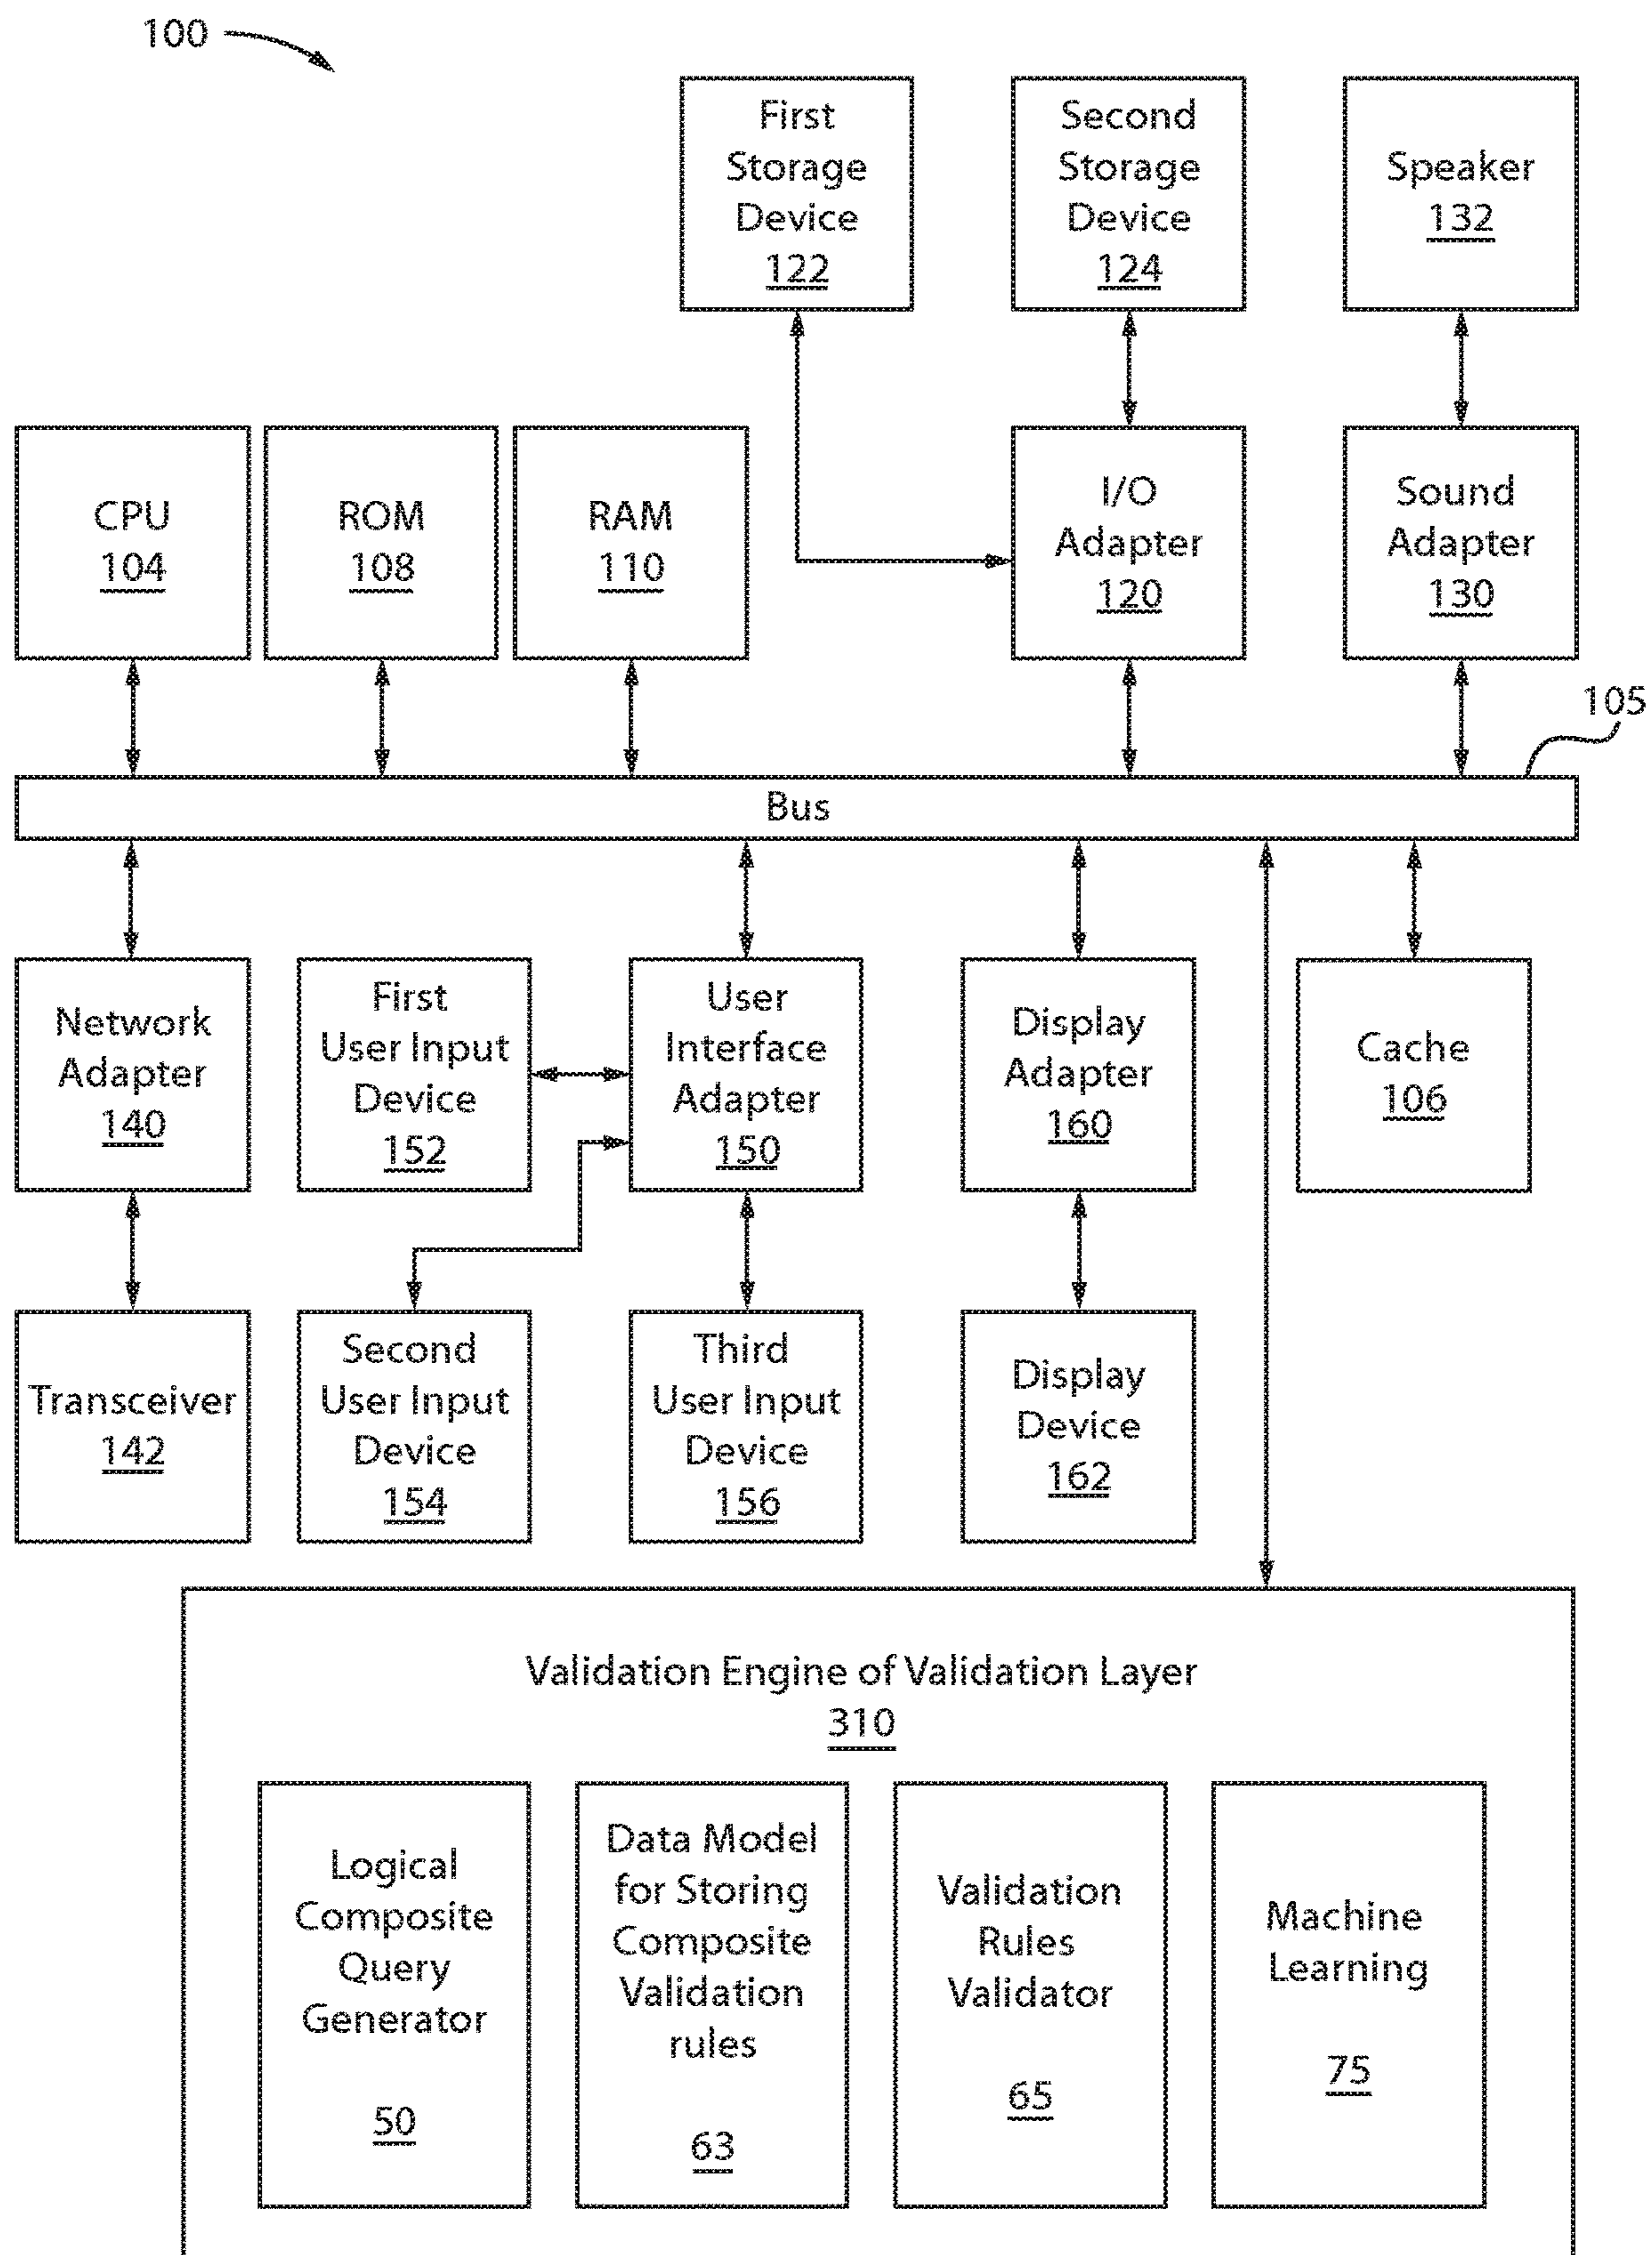 100
First
Storage
Device
122
Second
Storage
Device
124
Speaker
132
CPU
104
ROM
108
RAM
110
I/O
Adapter
120
Sound
Adapter
130
105
Bus
Network
Adapter
140
First
User Input
Device
152
User
Interface
Adapter
150
Display
Adapter
160
Cache
106
Transceiver
142
Second
User Input
Device
154
Third
User Input
Device
156
Display
Device
162
Validation Engine of Validation Layer
310
Logical
Composite
Query
Generator
50
Data Model
for Storing
Composite
Validation
rules
63
Validation
Rules
Validator
65
Machine
Learning
75